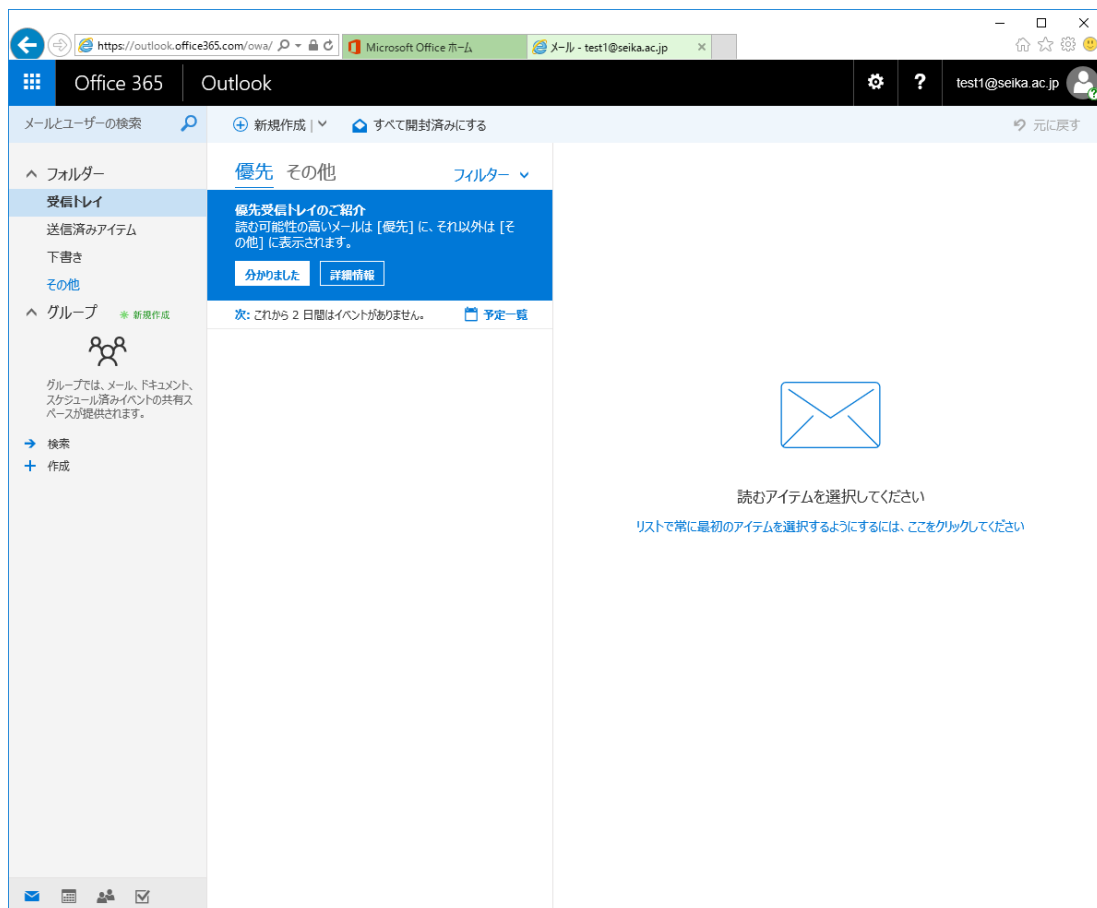 https://outlook.office365.com/owa/
Microsoft Office ホーム
メール - test1@seika.ac.jp
Office 365
Outlook
?
test1@seika.ac.jp
メールとユーザーの検索
新規作成
すべて開封済みにする
元に戻す
フォルダー
受信トレイ
送信済みアイテム
下書き
その他
グループ
新規作成
グループでは、メール、ドキュメント、
スケジュール済みイベントの共有ス
ペースが提供されます。
検索
作成
優先 その他
フィルター
優先受信トレイのご紹介
読む可能性の高いメールは [優先] に、それ以外は [そ
の他] に表示されます。
分かりました
詳細情報
次: これから 2 日間はイベントがありません。
予定一覧
読むアイテムを選択してください
リストで常に最初のアイテムを選択するようにするには、ここをクリックしてください